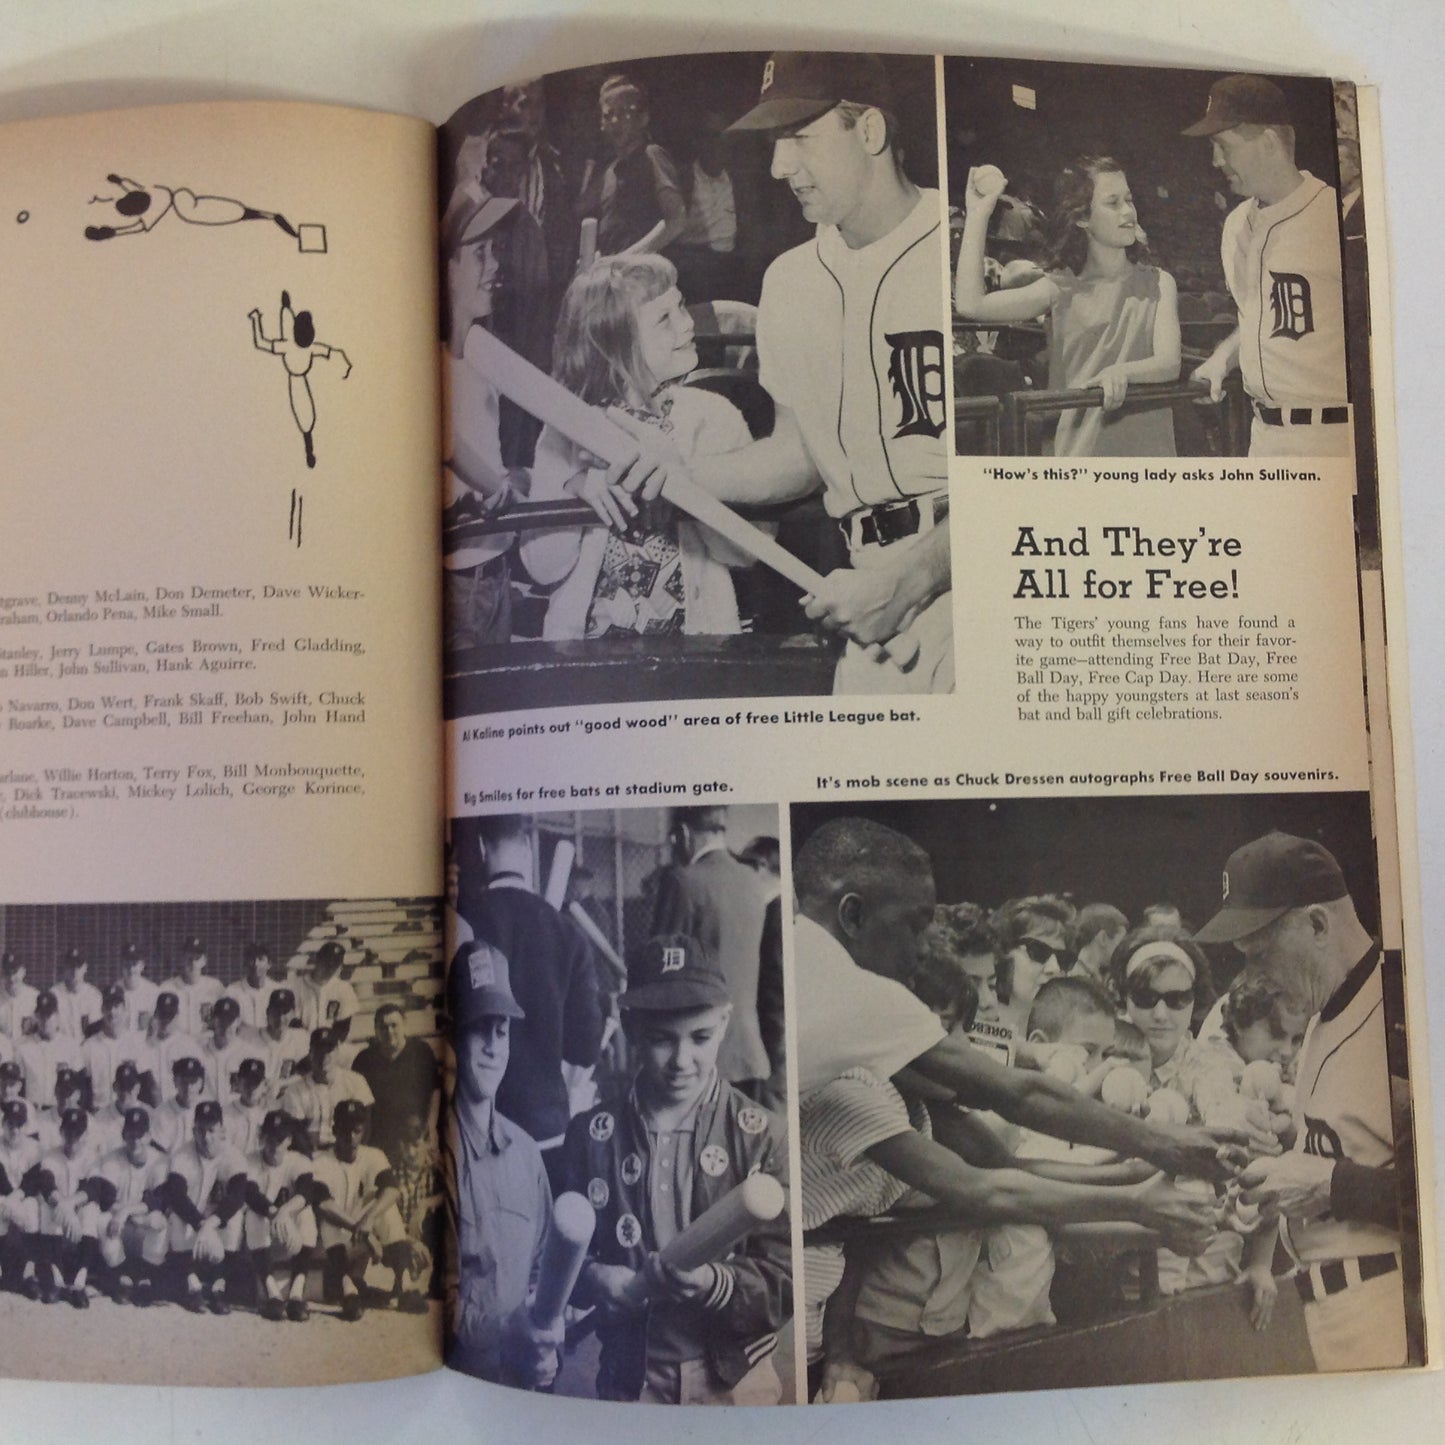 Denny McLain, Don Demeter, Dave Wicker-
Orlando Pena, Mike Small.
Jerry Lumpe, Gates Brown, Fred Gladding,
Hiller, John Sullivan, Hank Aguirre.
Navarro, Don Wert, Frank Skaff, Bob Swift, Chuck
Roarke, Dave Campbell, Bill Freehan, John Hand
Willie Horton, Terry Fox, Bill Monbouquette,
Dick Tracewski, Mickey Lolich, George Korince,
(clubhouse).
"How's this?" young lady asks John Sullivan.
And They're
All for Free!
The Tigers' young fans have found a
way to outfit themselves for their favor-
ite game—attending Free Bat Day, Free
Ball Day, Free Cap Day. Here are some
of the happy youngsters at last season's
bat and ball gift celebrations.
Al Kaline points out "good wood" area of free Little League bat.
Big Smiles for free bats at stadium gate.
It's mob scene as Chuck Dressen autographs Free Ball Day souvenirs.
D
D
D